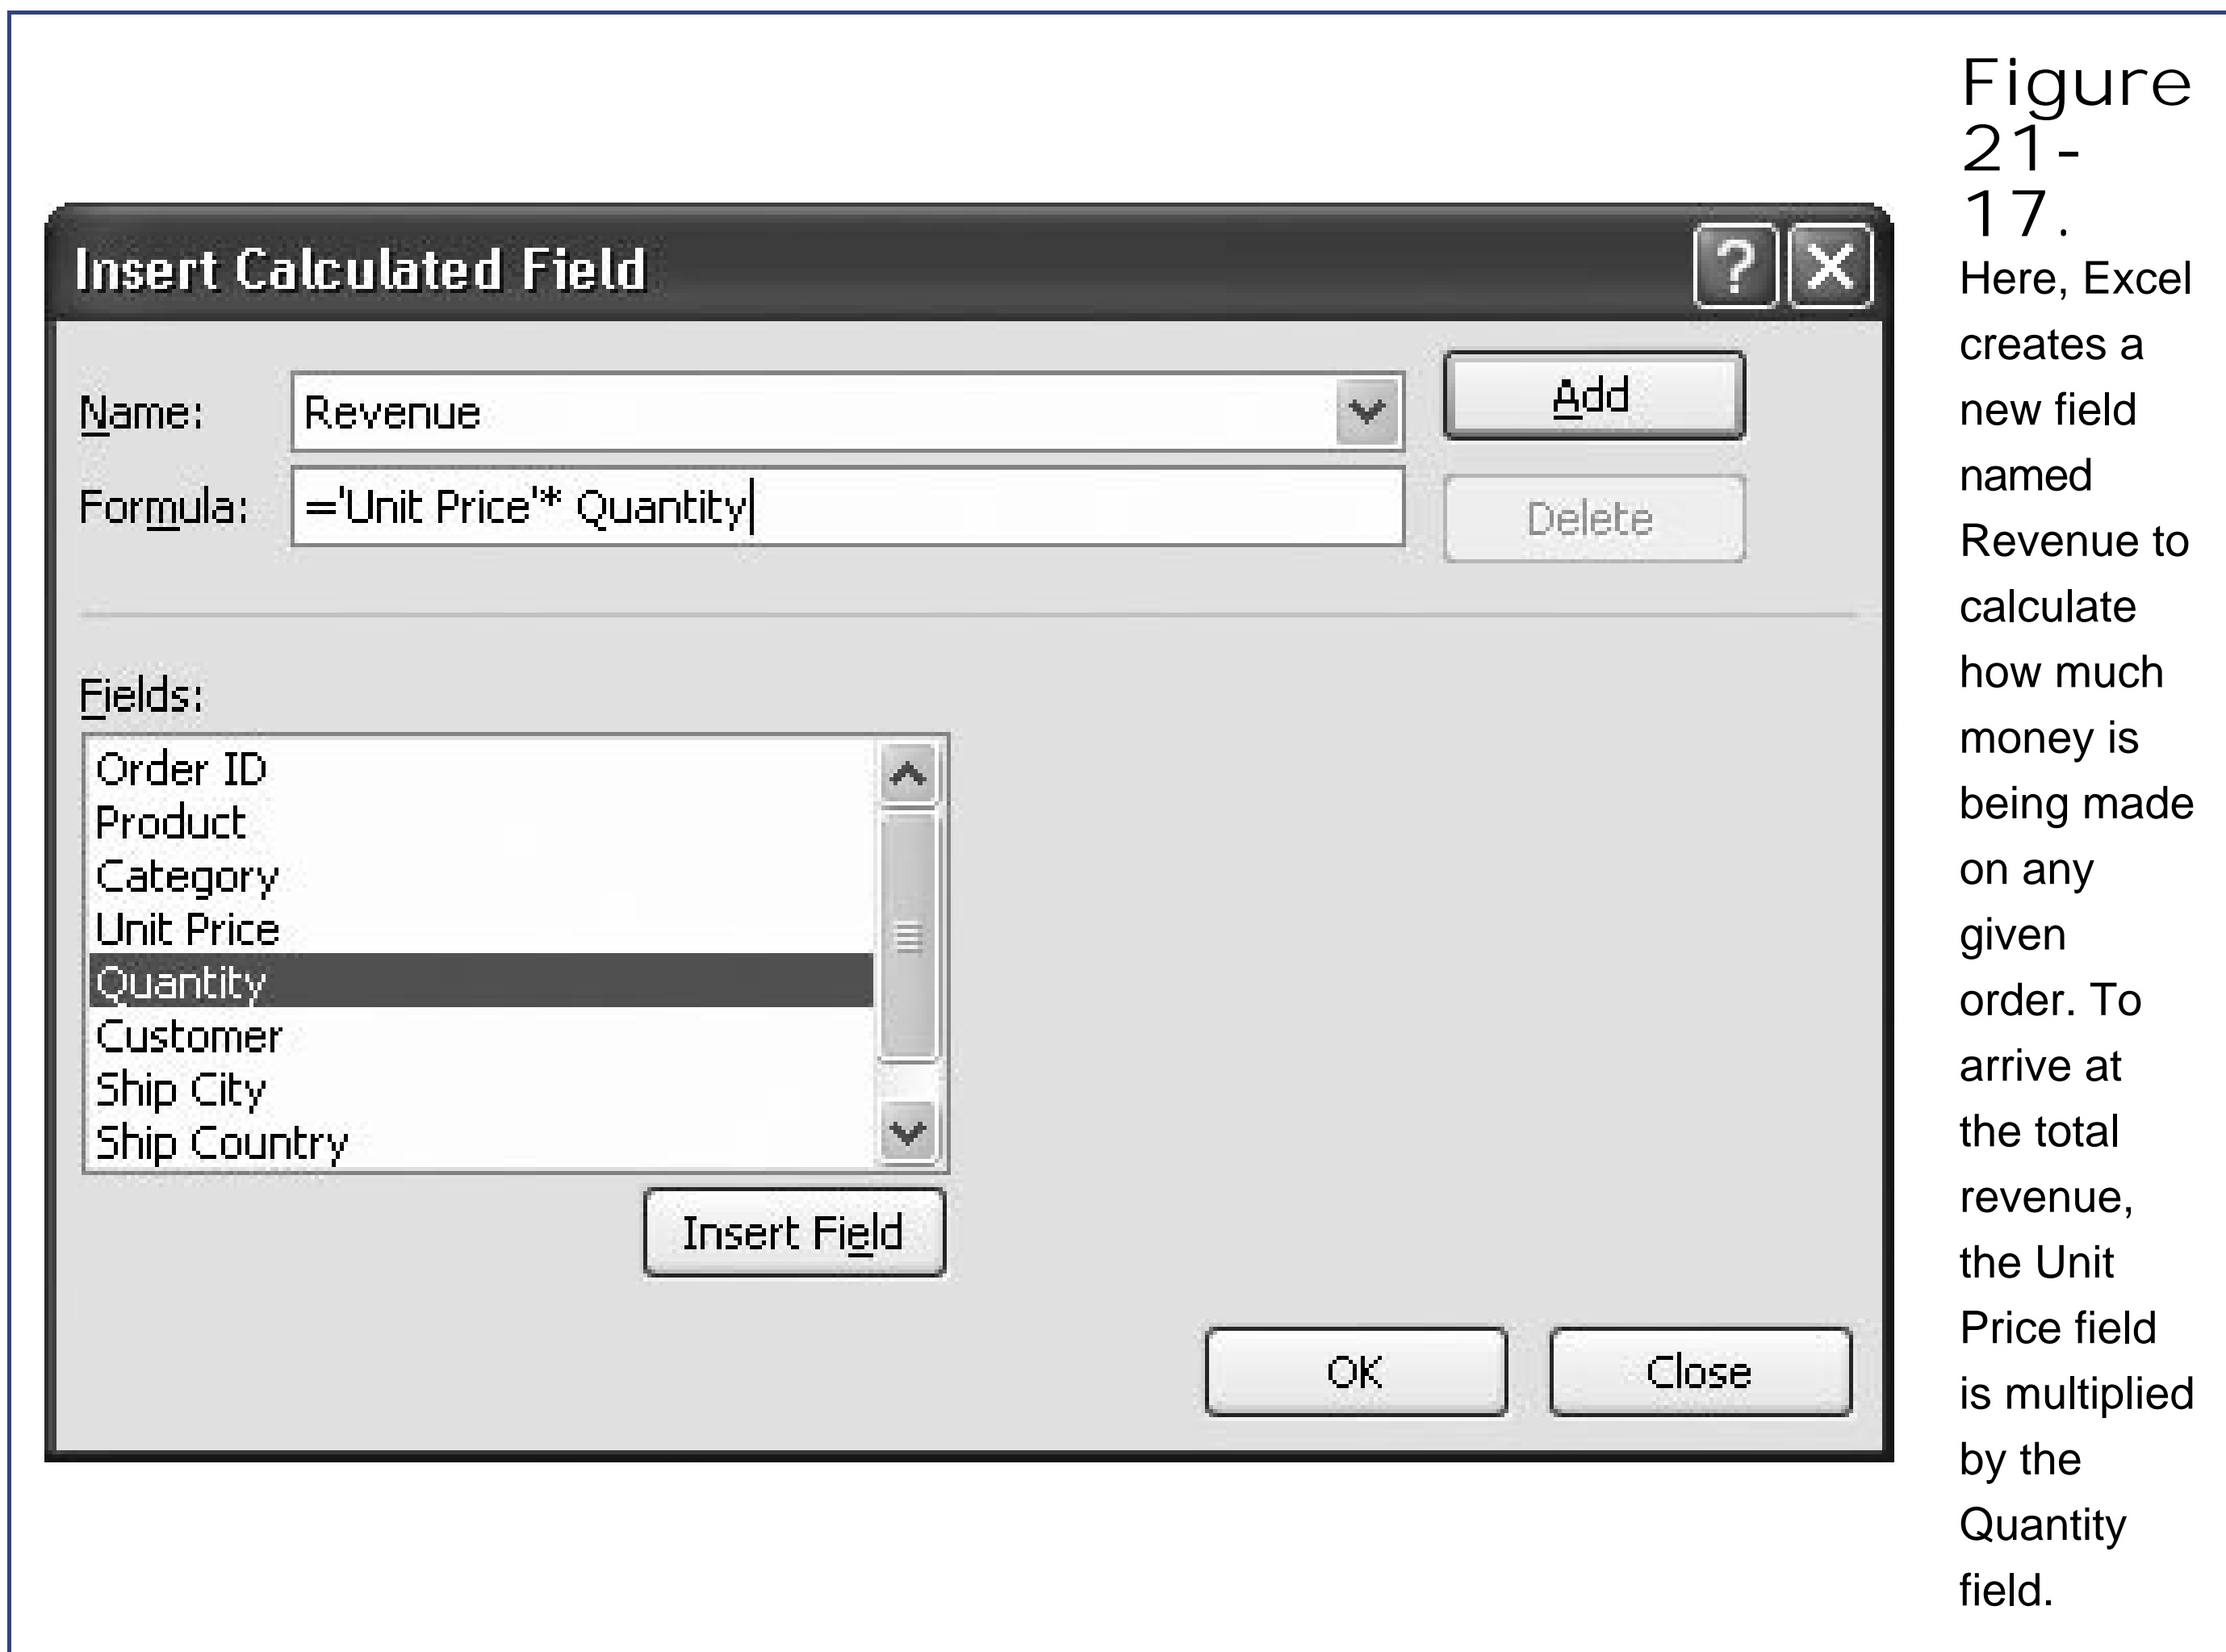 Insert Calculated Field
?
Name:
Revenue
Add
Formula:
='Unit Price'* Quantity
Delete
Fields:
Order ID
Product
Category
Unit Price
Quantity
Customer
Ship City
Ship Country
Insert Field
OK
Close
Figure
21-
17.
Here, Excel
creates a
new field
named
Revenue to
calculate
how much
money is
being made
on any
given
order. To
arrive at
the total
revenue,
the Unit
Price field
is multiplied
by the
Quantity
field.